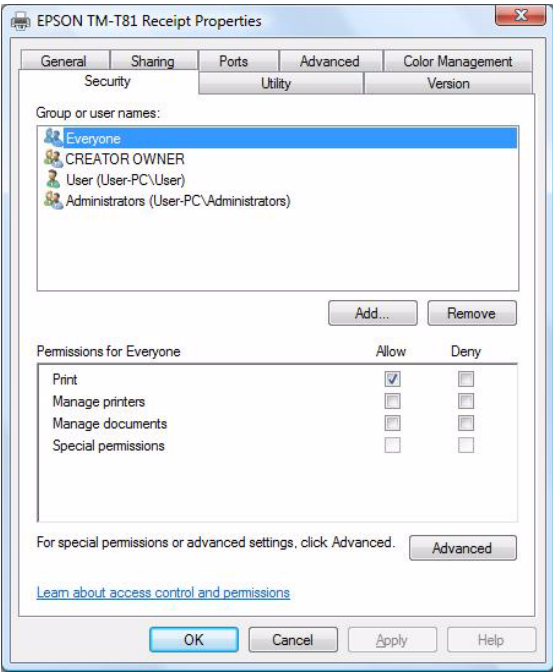 EPSON TM-T81 Receipt Properties
General Sharing Ports Advanced Color Management
Security Utility Version
Group or user names:
Everyone
CREATOR OWNER
User (User-PC\User)
Administrators (User-PC\Administrators)
Add... Remove
Permissions for Everyone Allow Deny
Print
Manage printers
Manage documents
Special permissions
For special permissions or advanced settings, click Advanced. Advanced
Learn about access control and permissions
OK Cancel Apply Help